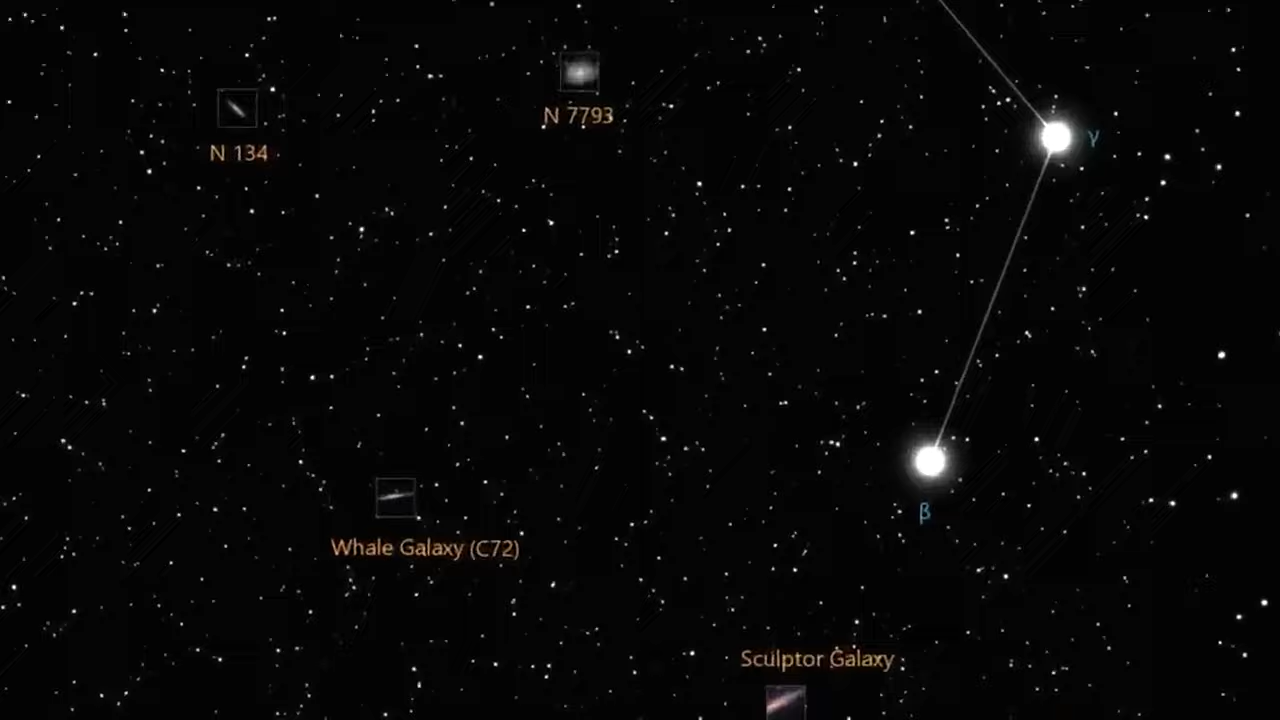 N 7793
γ
N 134
β
Whale Galaxy (C72)
Sculptor Galaxy